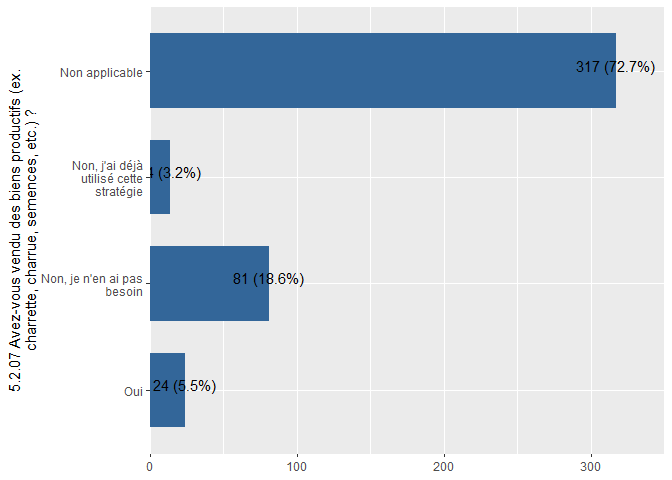 5.2.07 Avez-vous vendu des biens productifs (ex.
charrette, charrue, semences, etc.) ?
Non applicable
317 (72.7%)
Non, j'ai déjà
utilisé cette
stratégie
(3.2%)
Non, je n'en ai pas
besoin
81 (18.6%)
Oui
24 (5.5%)
0
100
200
300